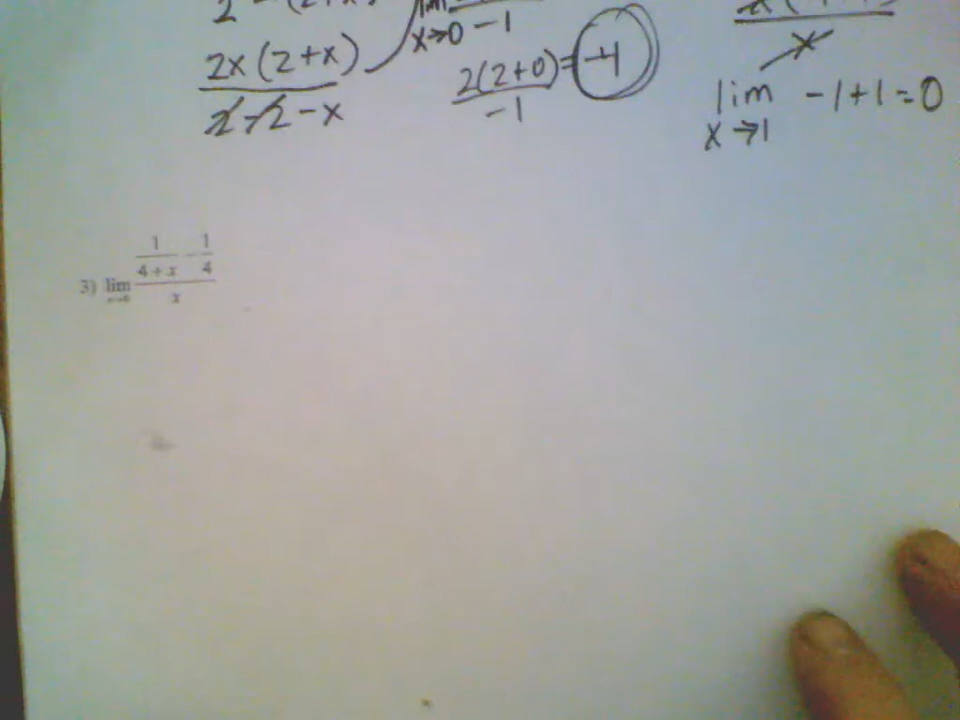 2x(2+x)
2-2-x
x→0 -1
2(2+0) = -4
-1
x
lim -1+1=0
x→1
3) lim
1/(4+x) - 1/4
x